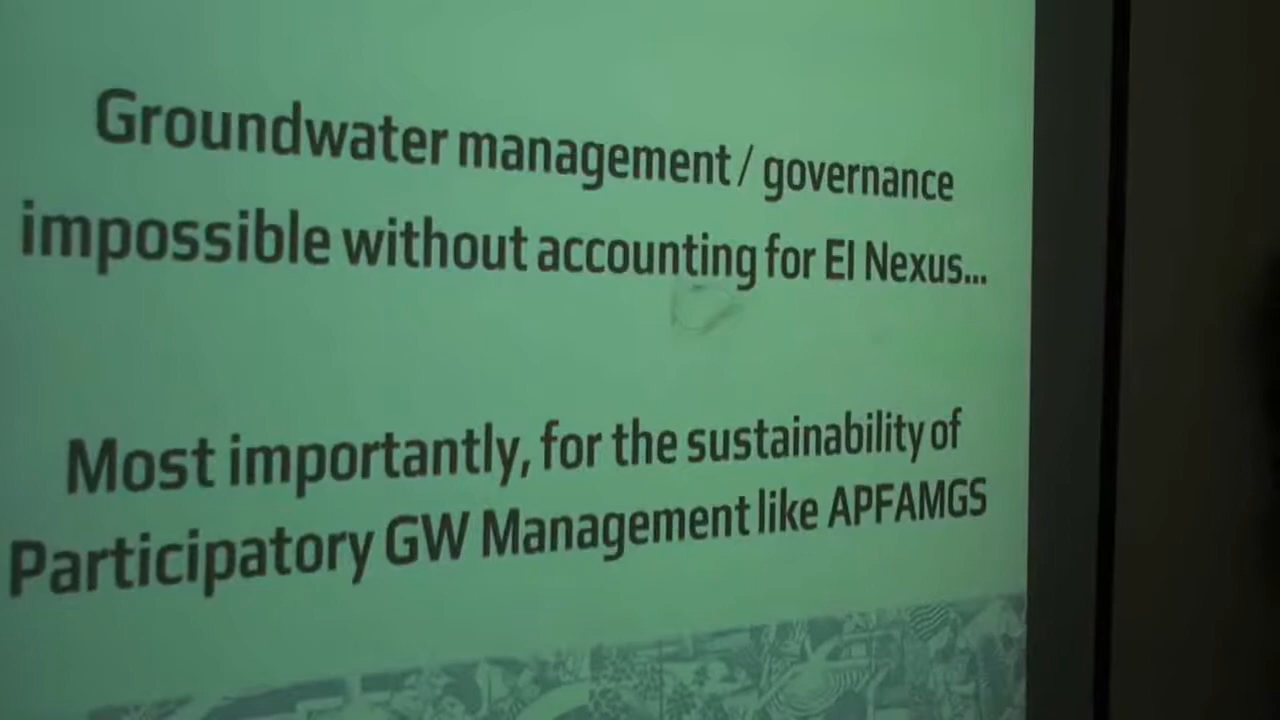 Groundwater management / governance
impossible without accounting for EI Nexus...
Most importantly, for the sustainability of
Participatory GW Management like APFAMGS